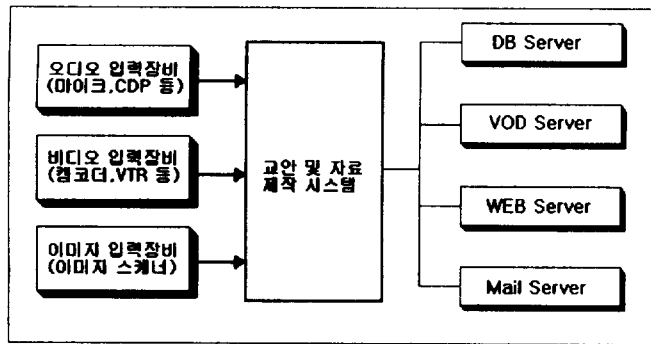 오디오 입력장비
(마이크,CDP 등)
비디오 입력장비
(캠코더,VTR 등)
이미지 입력장비
(이미지 스캐너)
교안 및 자료
제작 시스템
DB Server
VOD Server
WEB Server
Mail Server